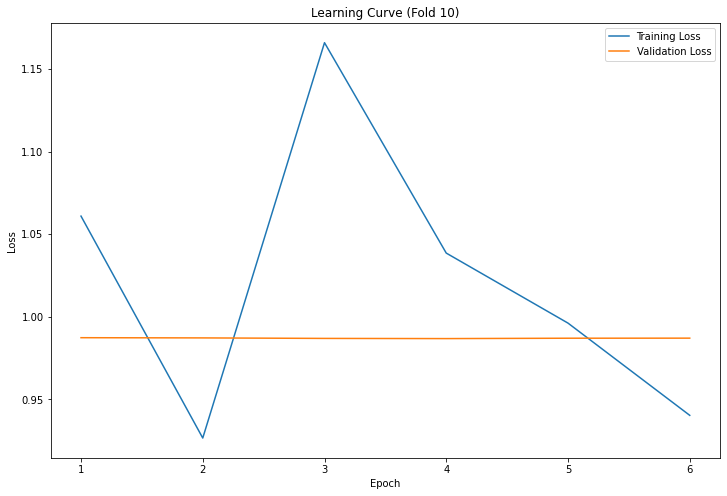 Learning Curve (Fold 10)
Training Loss
Validation Loss
1.15
1.10
1.05
1.00
0.95
Loss
1 2 3 4 5 6
Epoch